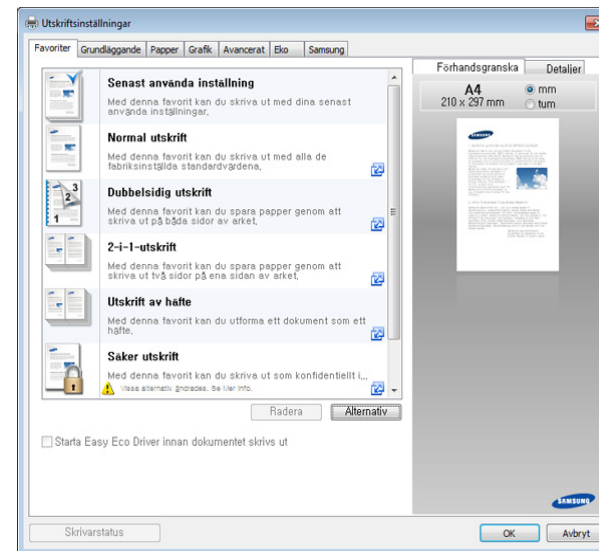 Utskriftsinställningar
Favoriter Grundläggande Papper Grafik Avancerat Eko Samsung
Senast använda inställning
Med denna favorit kan du skriva ut med dina senast
använda inställningar.
Normal utskrift
Med denna favorit kan du skriva ut med alla de
fabriksinställda standardvärdena.
Dubbelsidig utskrift
Med denna favorit kan du spara papper genom att
skriva ut på båda sidor av arket.
2-i-1-utskrift
Med denna favorit kan du spara papper genom att
skriva ut två sidor på ena sidan av arket.
Utskrift av häfte
Med denna favorit kan du utforma ett dokument som ett
häfte.
Säker utskrift
Med denna favorit kan du skriva ut som konfidentiellt i...
Vissa alternativ ändrades. Se Mer info.
Radera Alternativ
Starta Easy Eco Driver innan dokumentet skrivs ut
Förhandsgranska Detaljer
A4
210 x 297 mm
mm
tum
SAMSUNG
Skrivarstatus OK Avbryt